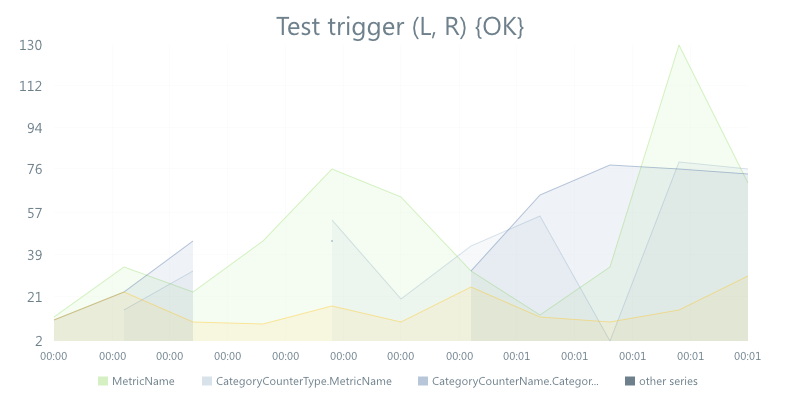 Test trigger (L, R) {OK}
130
112
94
76
57
39
21
2
00:00 00:00 00:00 00:00 00:00 00:00 00:00 00:00 00:01 00:01 00:01 00:01 00:01
MetricName CategoryCounterType.MetricName CategoryCounterName.Categor... other series